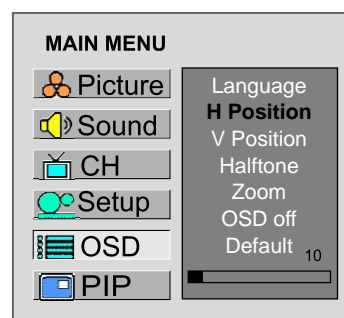 MAIN MENU
Picture
Sound
CH
Setup
OSD
PIP
Language
H Position
V Position
Halftone
Zoom
OSD off
Default
10